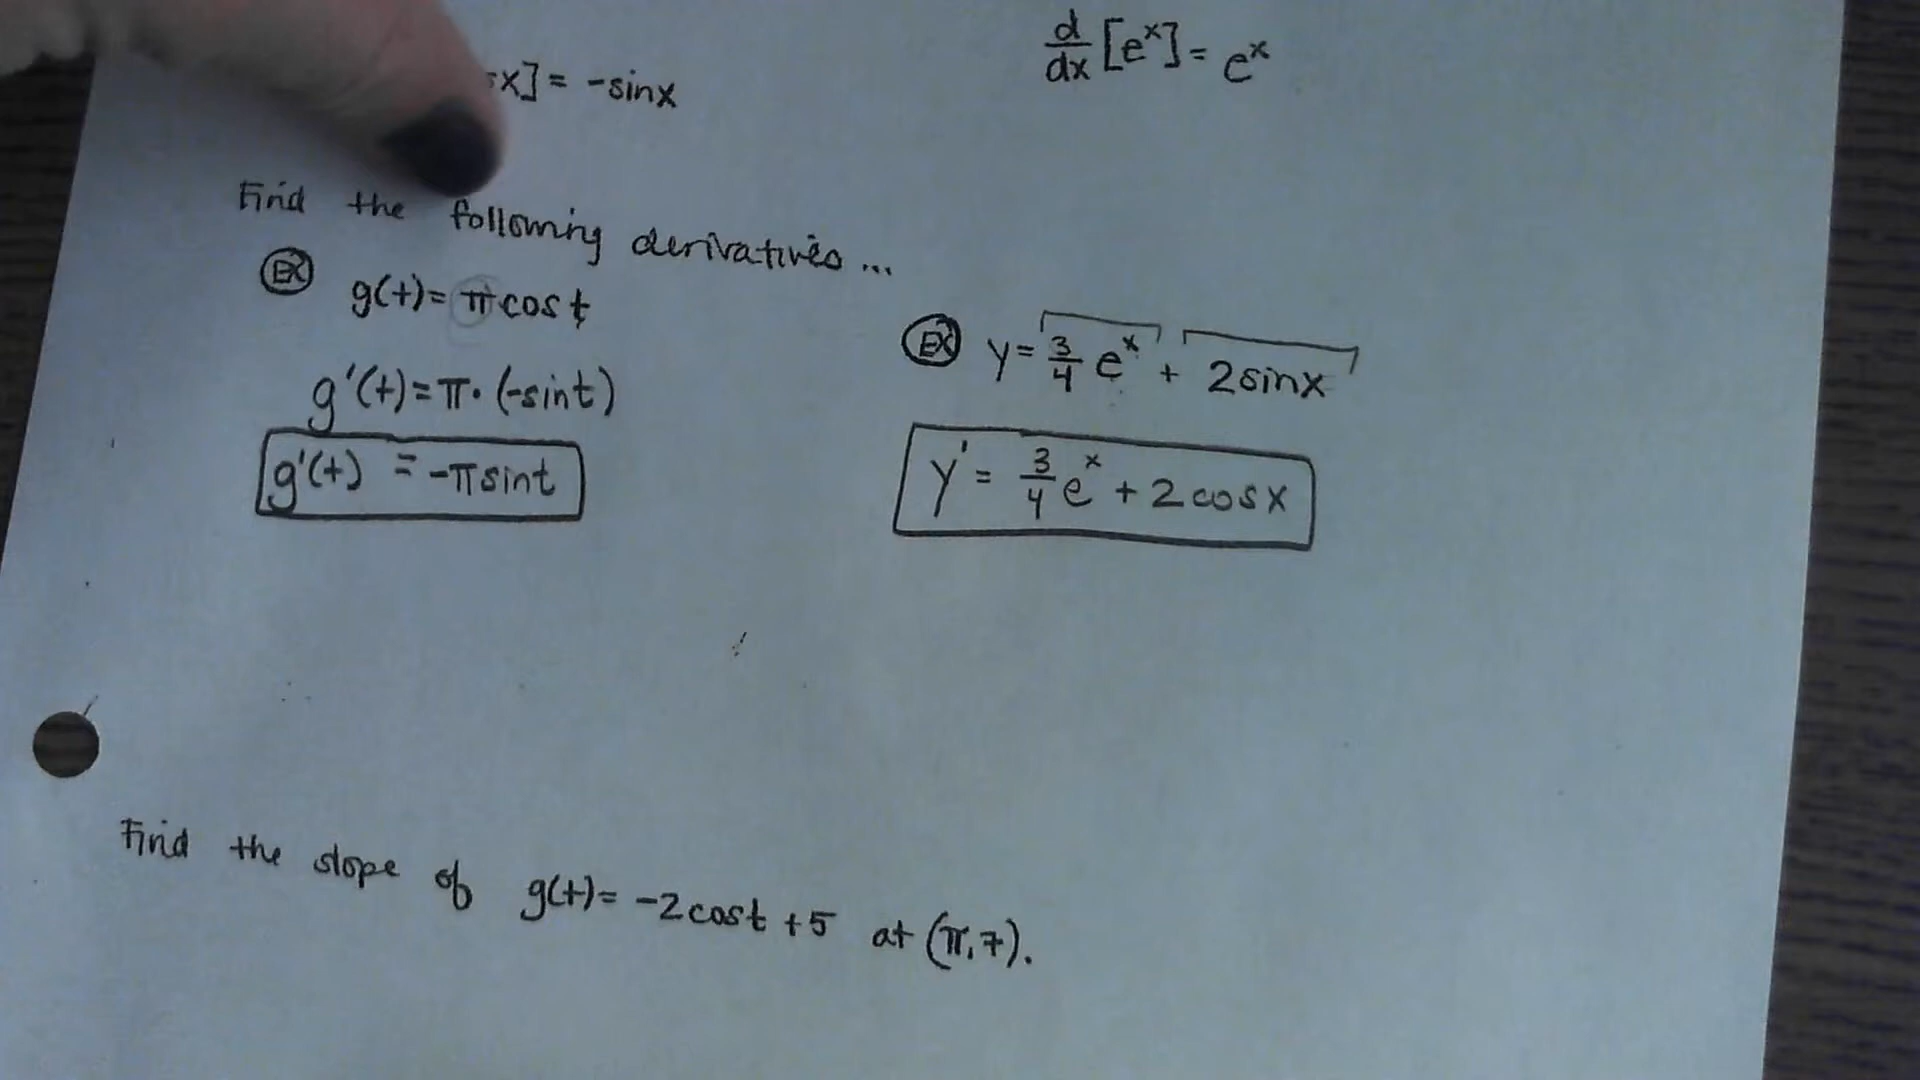 x] = -sinx
d/dx [e^x] = e^x
Find the following derivatives ...
EX g(t) = π cos t
g'(t) = π · (-sint)
g'(t) = -π sint
EX y = 3/4 e^x + 2sinx
y' = 3/4 e^x + 2cosx
Find the slope of g(t) = -2cost + 5 at (π, 7).